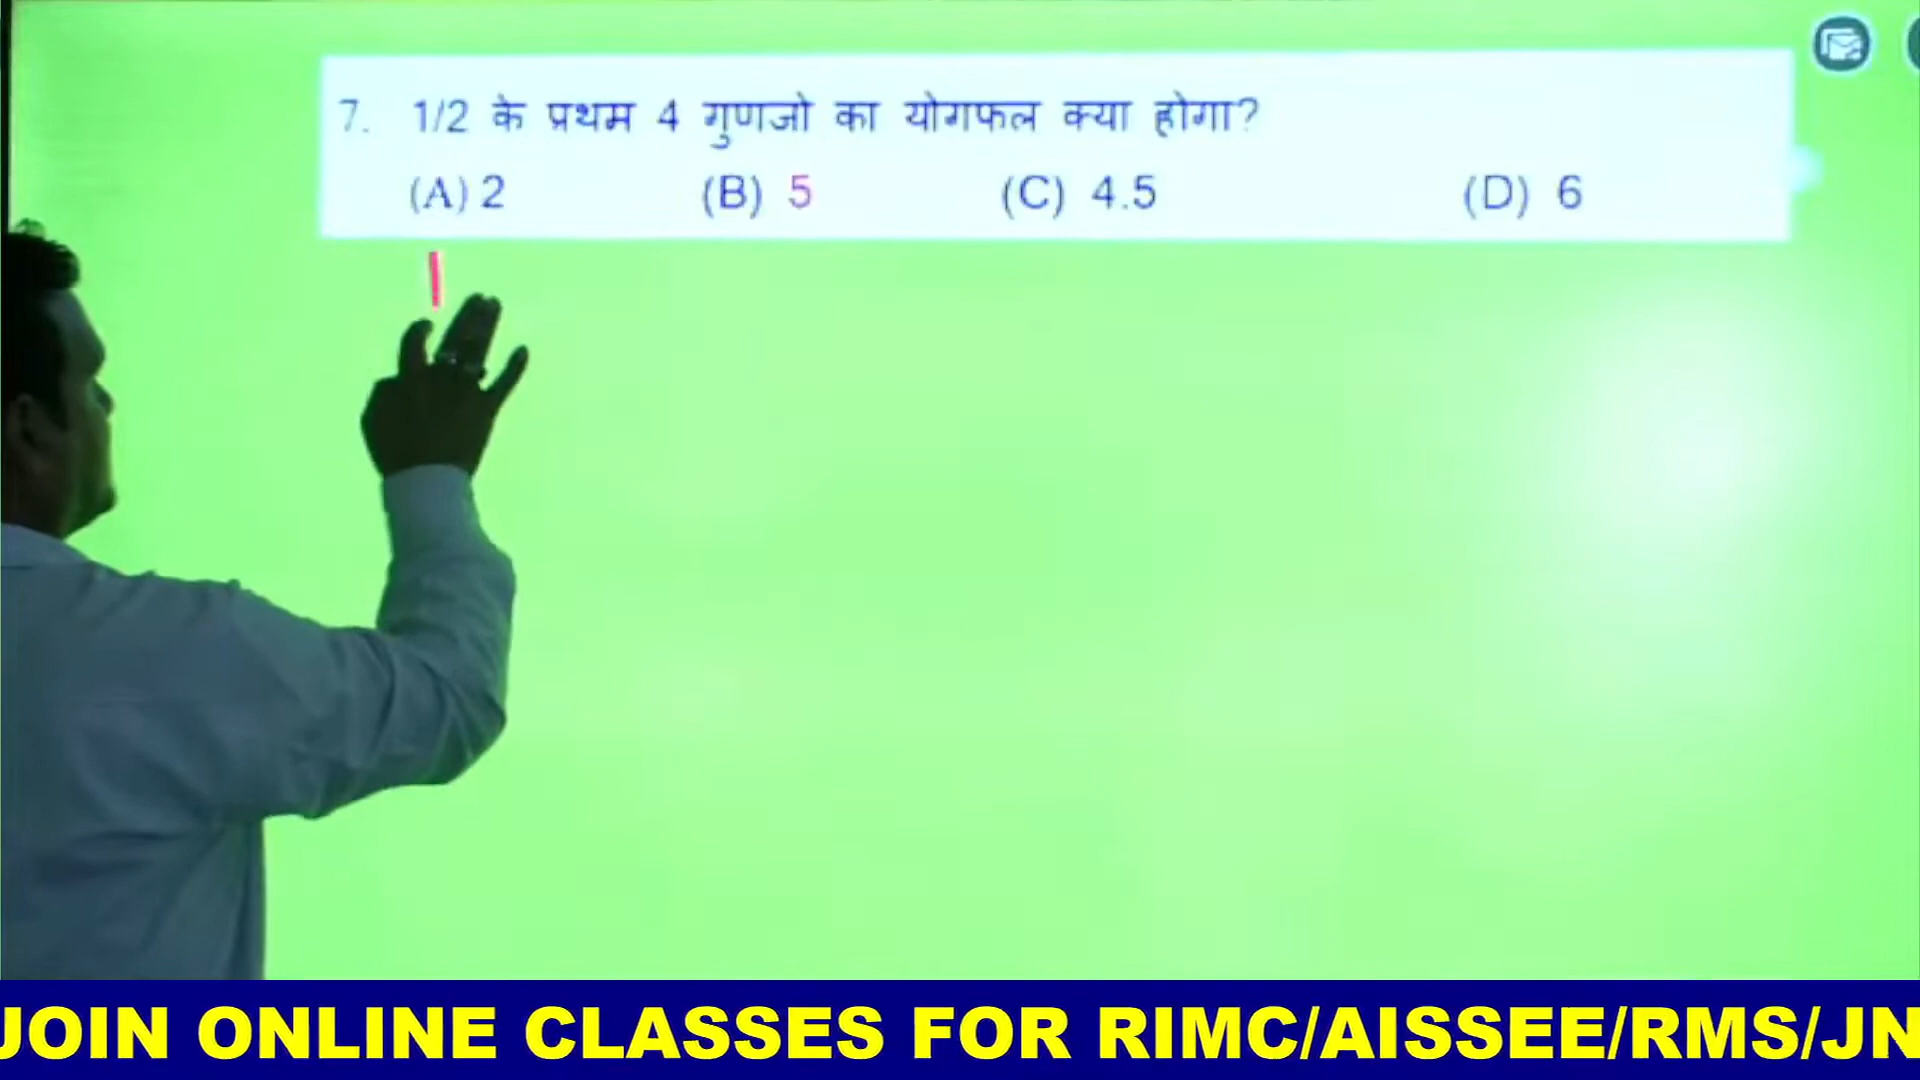 7. 1/2 के प्रथम 4 गुणजो का योगफल क्या होगा?
(A) 2 (B) 5 (C) 4.5 (D) 6
JOIN ONLINE CLASSES FOR RIMC/AISSEE/RMS/JN